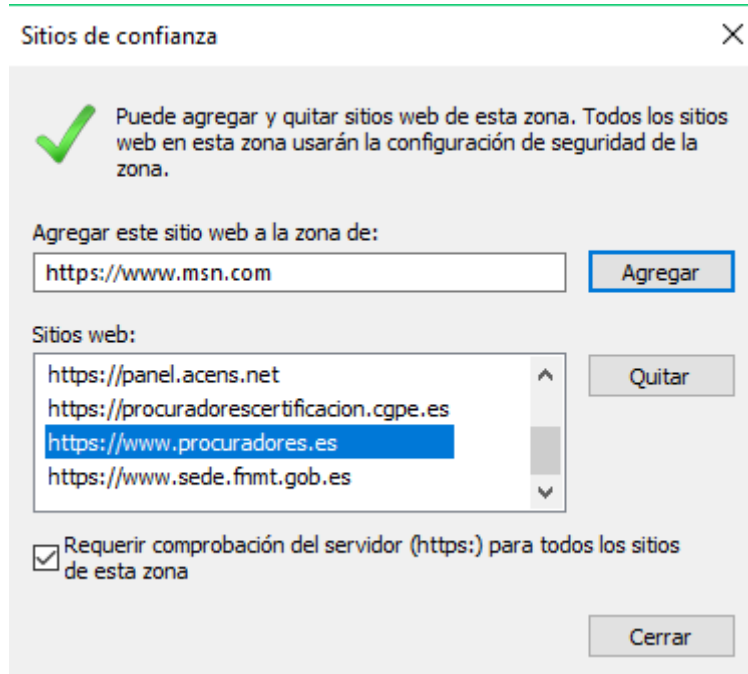 Sitios de confianza
Puede agregar y quitar sitios web de esta zona. Todos los sitios
web en esta zona usarán la configuración de seguridad de la
zona.
Agregar este sitio web a la zona de:
https://www.msn.com
Agregar
Sitios web:
https://panel.acens.net
Quitar
https://procuradorescertificacion.cgpe.es
https://www.procuradores.es
https://www.sede.fnmt.gob.es
Requerir comprobación del servidor (https:) para todos los sitios
de esta zona
Cerrar